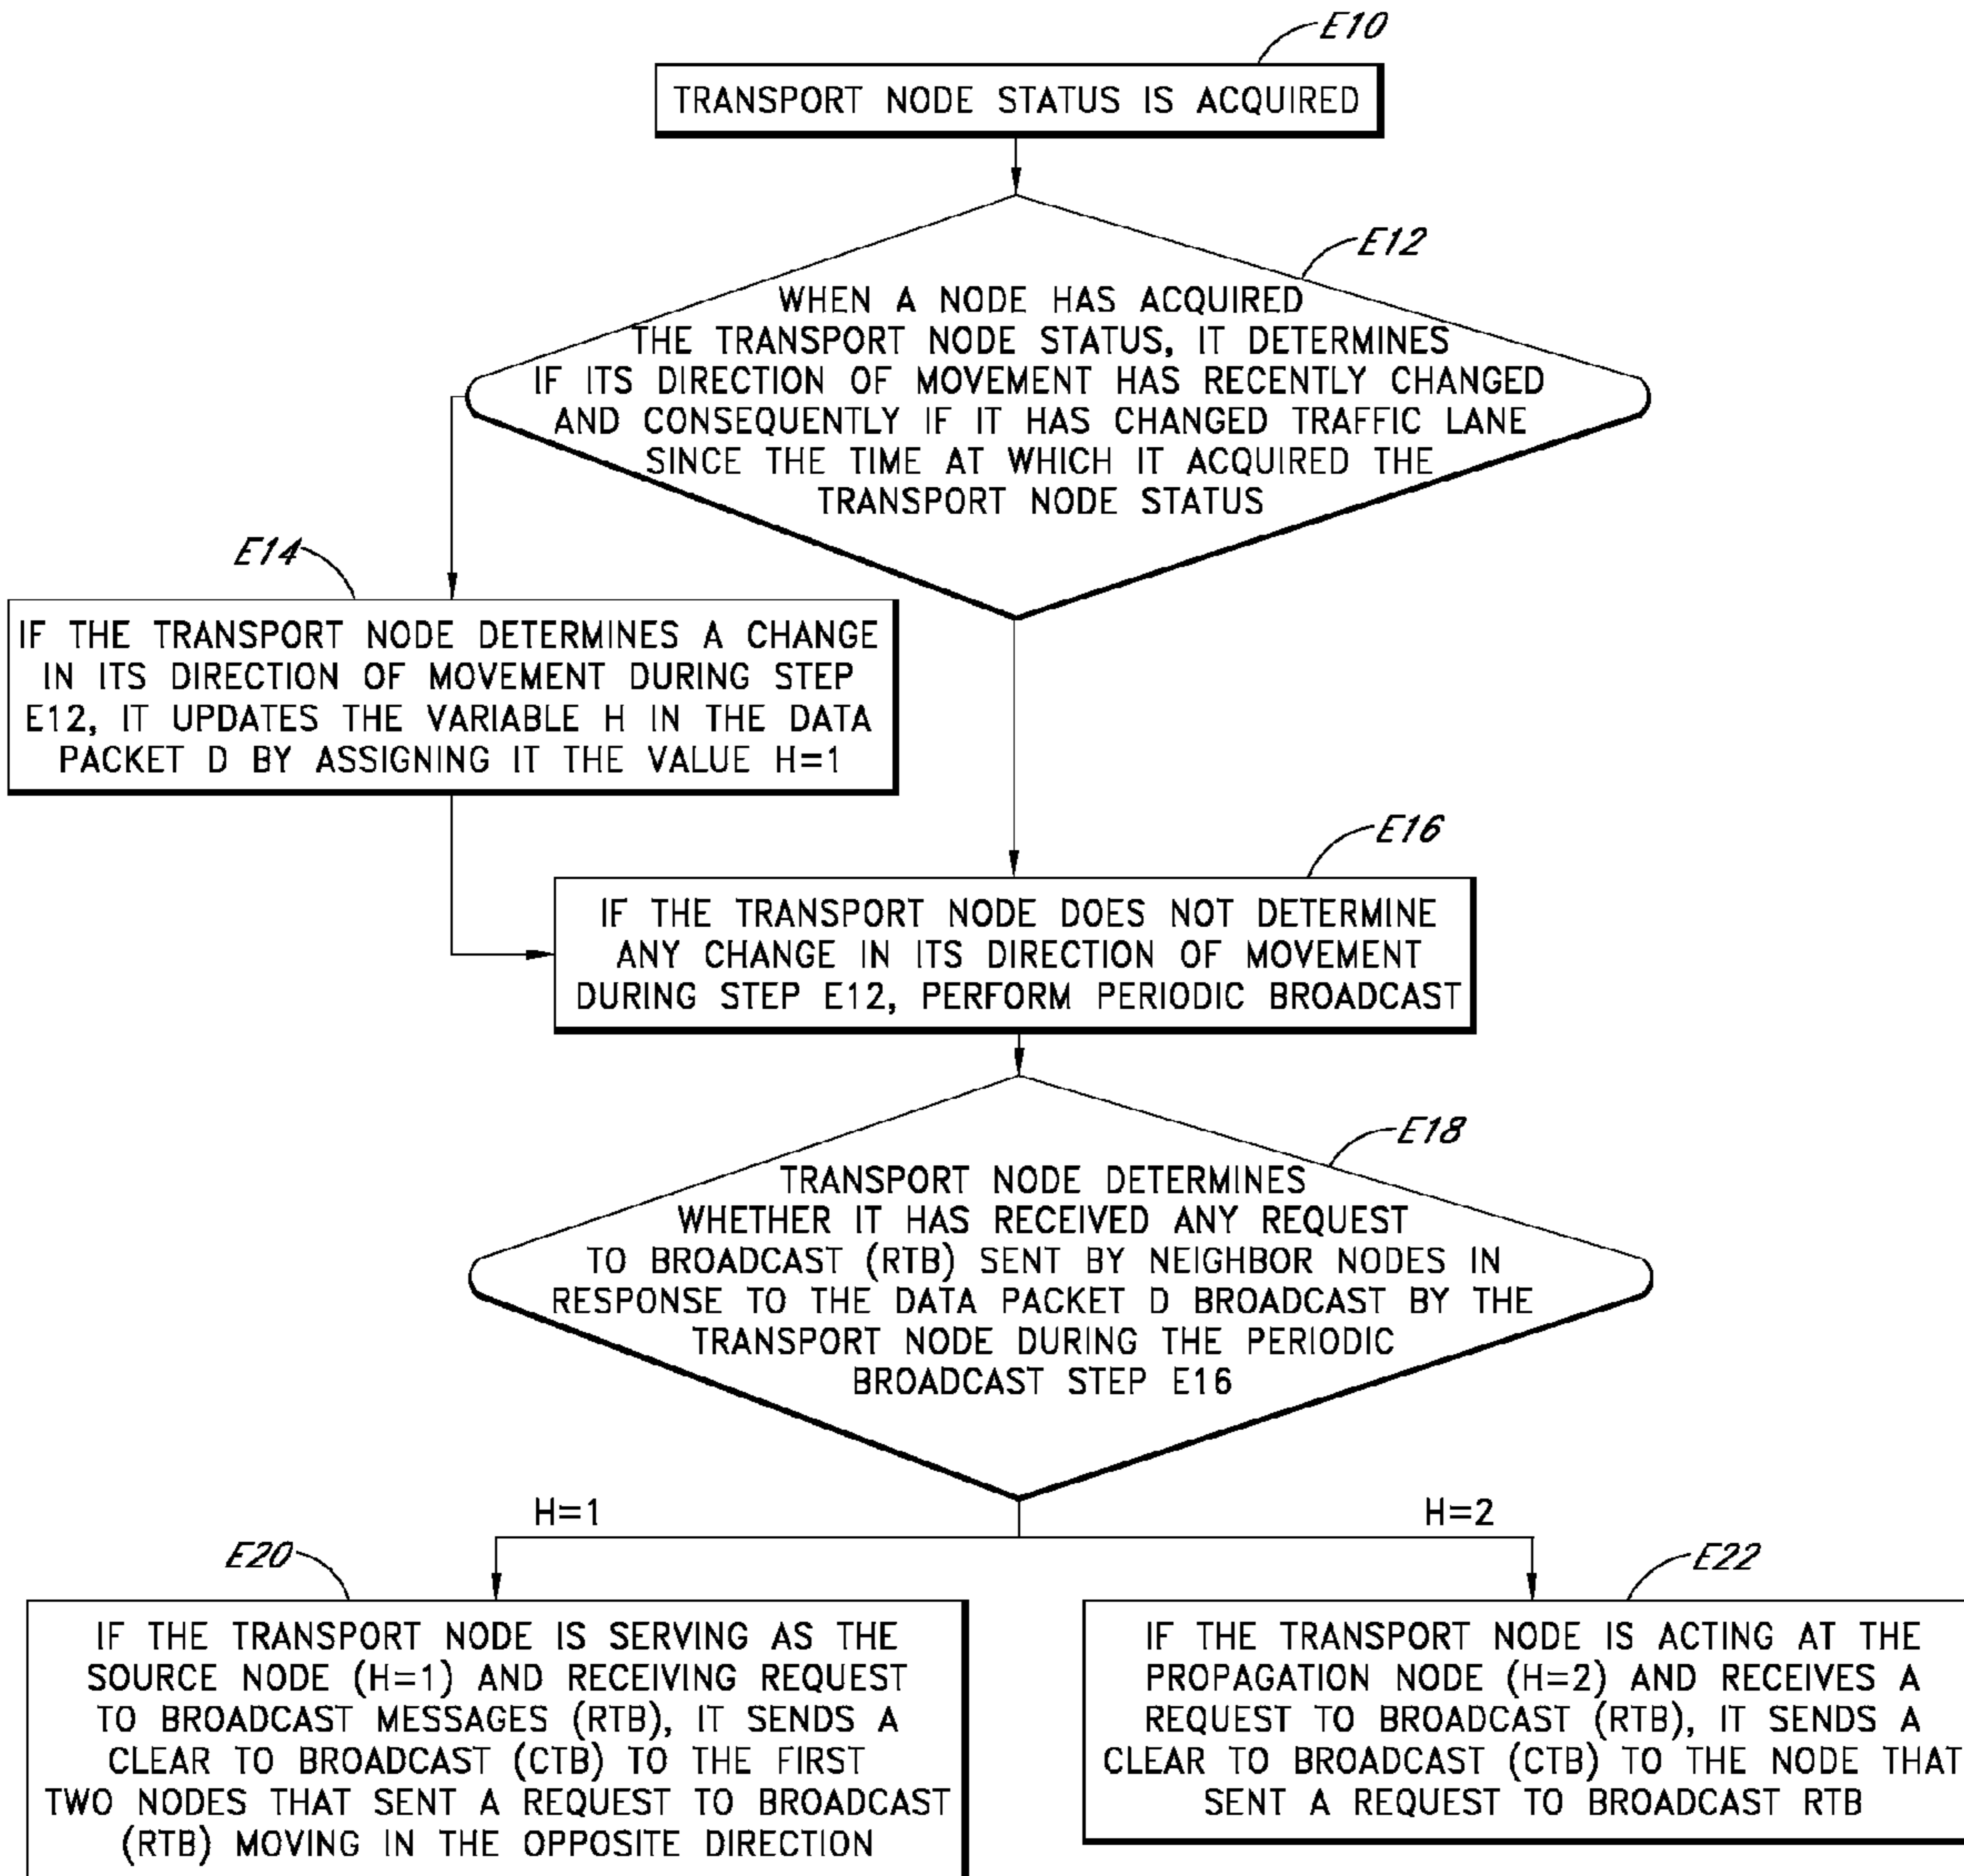 E10
TRANSPORT NODE STATUS IS ACQUIRED
E12
WHEN A NODE HAS ACQUIRED
THE TRANSPORT NODE STATUS, IT DETERMINES
IF ITS DIRECTION OF MOVEMENT HAS RECENTLY CHANGED
AND CONSEQUENTLY IF IT HAS CHANGED TRAFFIC LANE
SINCE THE TIME AT WHICH IT ACQUIRED THE
TRANSPORT NODE STATUS
E14
IF THE TRANSPORT NODE DETERMINES A CHANGE
IN ITS DIRECTION OF MOVEMENT DURING STEP
E12, IT UPDATES THE VARIABLE H IN THE DATA
PACKET D BY ASSIGNING IT THE VALUE H=1
E16
IF THE TRANSPORT NODE DOES NOT DETERMINE
ANY CHANGE IN ITS DIRECTION OF MOVEMENT
DURING STEP E12, PERFORM PERIODIC BROADCAST
E18
TRANSPORT NODE DETERMINES
WHETHER IT HAS RECEIVED ANY REQUEST
TO BROADCAST (RTB) SENT BY NEIGHBOR NODES IN
RESPONSE TO THE DATA PACKET D BROADCAST BY THE
TRANSPORT NODE DURING THE PERIODIC
BROADCAST STEP E16
H=1
H=2
E20
IF THE TRANSPORT NODE IS SERVING AS THE
SOURCE NODE (H=1) AND RECEIVING REQUEST
TO BROADCAST MESSAGES (RTB), IT SENDS A
CLEAR TO BROADCAST (CTB) TO THE FIRST
TWO NODES THAT SENT A REQUEST TO BROADCAST
(RTB) MOVING IN THE OPPOSITE DIRECTION
E22
IF THE TRANSPORT NODE IS ACTING AT THE
PROPAGATION NODE (H=2) AND RECEIVES A
REQUEST TO BROADCAST (RTB), IT SENDS A
CLEAR TO BROADCAST (CTB) TO THE NODE THAT
SENT A REQUEST TO BROADCAST RTB